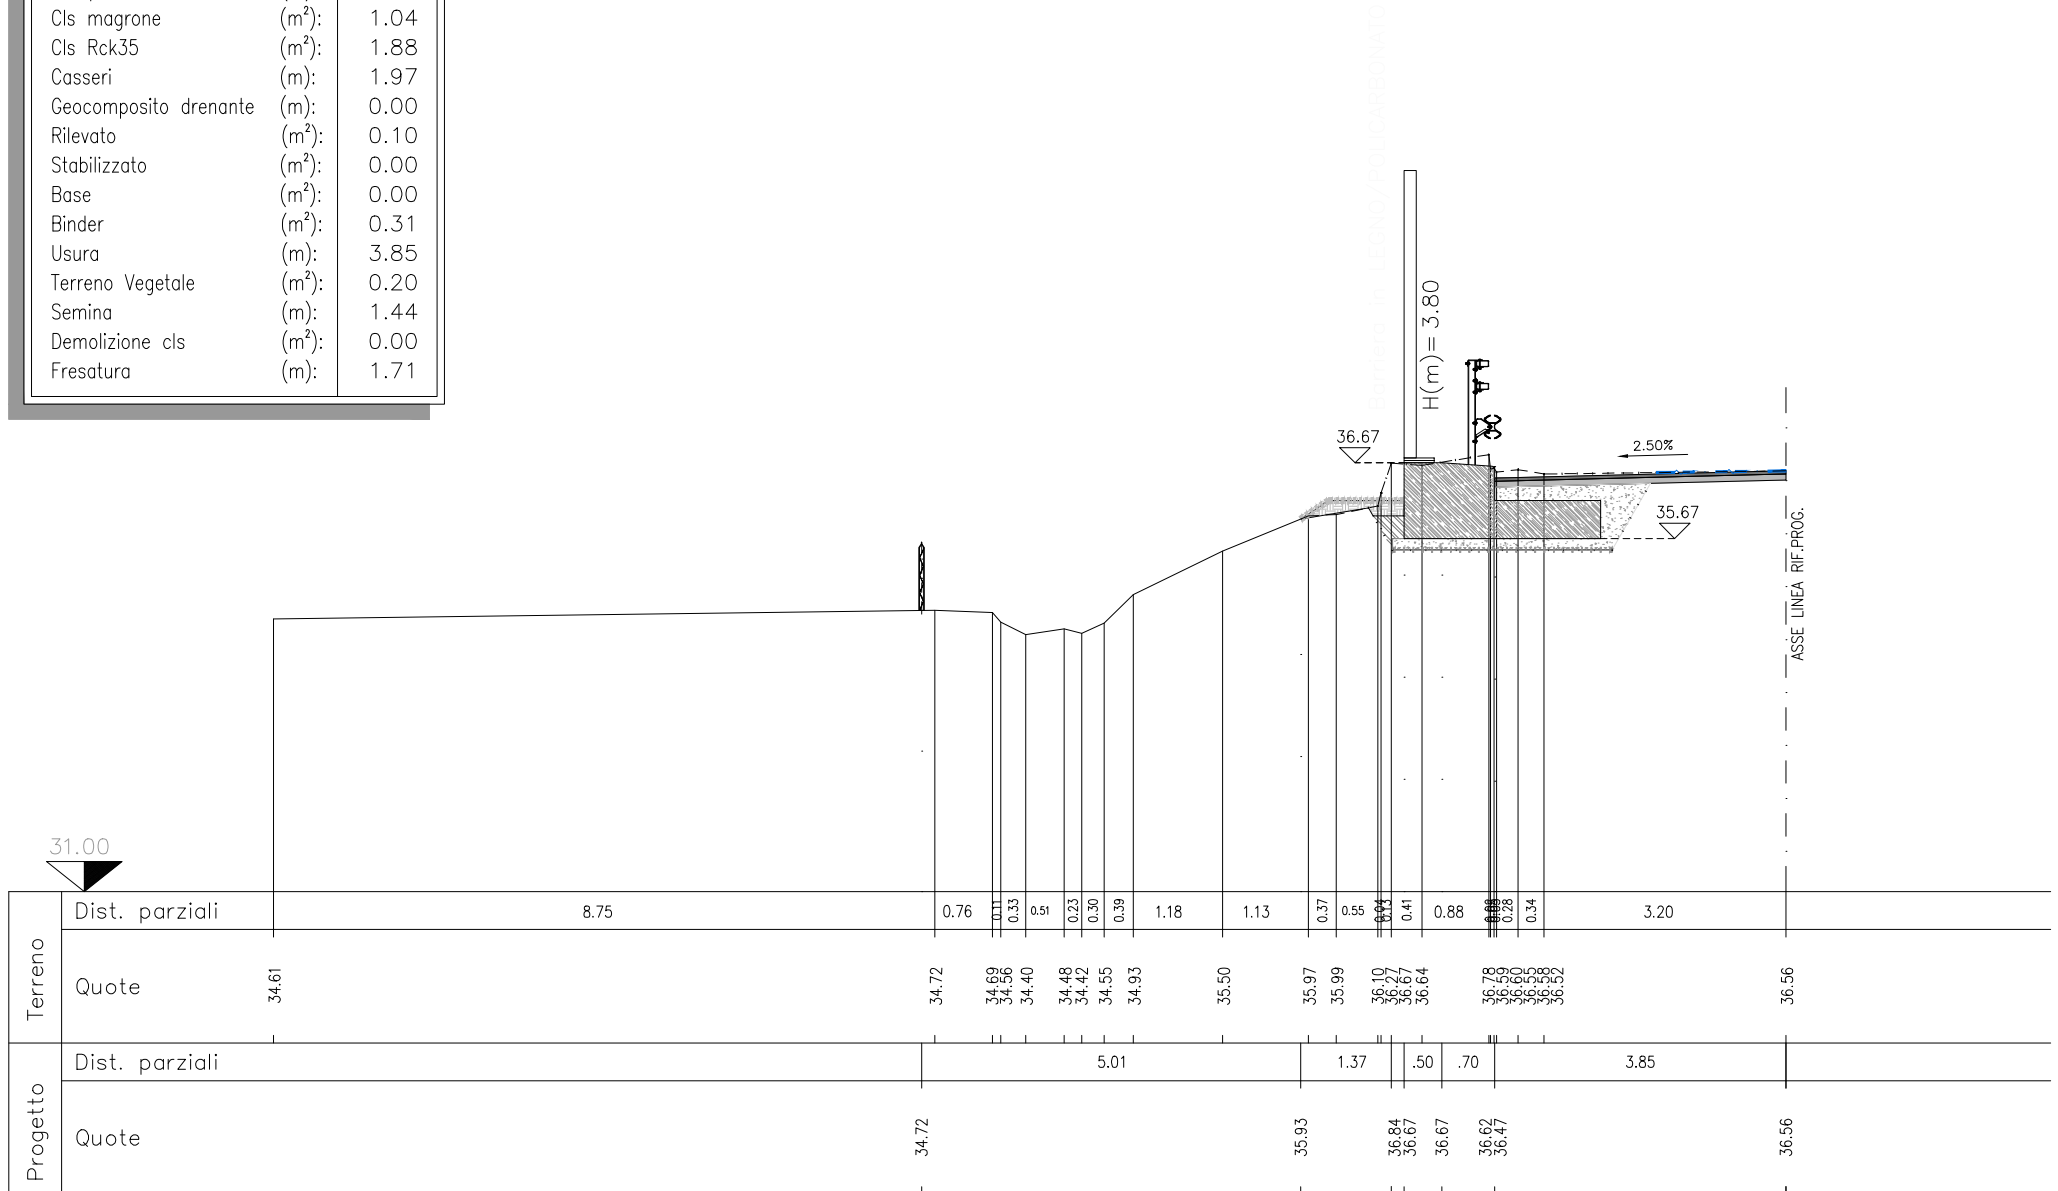 Cls magrone (m²): 1.04
Cls Rck35 (m²): 1.88
Casseri (m): 1.97
Geocomposito drenante (m): 0.00
Rilevato (m²): 0.10
Stabilizzato (m²): 0.00
Base (m²): 0.00
Binder (m²): 0.31
Usura (m): 3.85
Terreno Vegetale (m²): 0.20
Semina (m): 1.44
Demolizione cls (m²): 0.00
Fresatura (m): 1.71
Barriera in LEGNO/POLICARBONATO
H(m)= 3.80
36.67
2.50%
35.67
ASSE LINEA RIF.PROG.
31.00
Terreno
Dist. parziali 8.75 0.76 0.11 0.33 0.51 0.23 0.30 0.39 1.18 1.13 0.37 0.55 0.04 0.13 0.41 0.88 0.28 0.34 3.20
Quote 34.61 34.72 34.69 34.56 34.40 34.48 34.42 34.55 34.93 35.50 35.97 35.99 36.10 36.27 36.67 36.64 36.78 36.59 36.60 36.55 36.58 36.52 36.56
Progetto
Dist. parziali 5.01 1.37 .50 .70 3.85
Quote 34.72 35.93 36.84 36.67 36.67 36.62 36.47 36.56